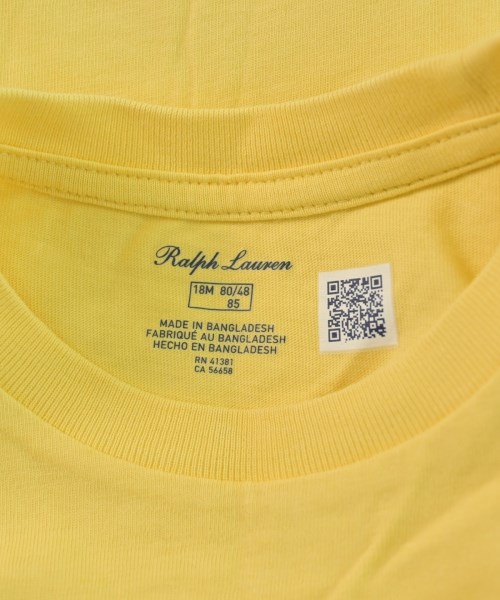 Ralph Lauren
18M 80/48
85
MADE IN BANGLADESH
FABRIQUÉ AU BANGLADESH
HECHO EN BANGLADESH
RN 41381
CA 56658